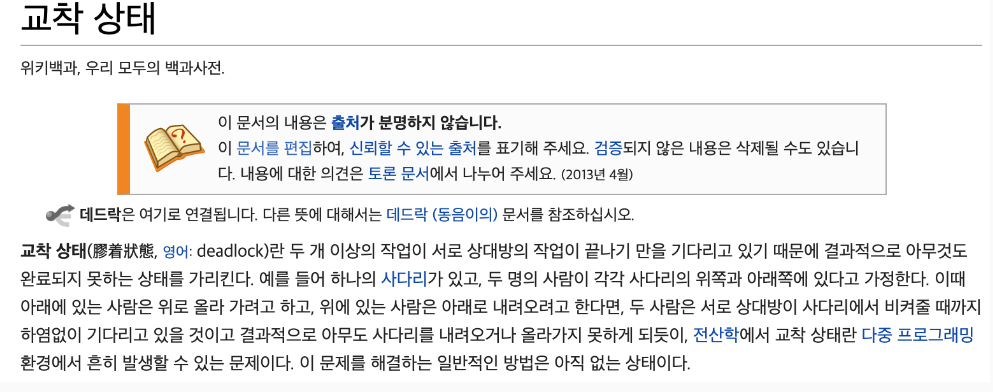 교착 상태
위키백과, 우리 모두의 백과사전.
이 문서의 내용은 출처가 분명하지 않습니다.
이 문서를 편집하여, 신뢰할 수 있는 출처를 표기해 주세요. 검증되지 않은 내용은 삭제될 수도 있습니
다. 내용에 대한 의견은 토론 문서에서 나누어 주세요. (2013년 4월)
데드락은 여기로 연결됩니다. 다른 뜻에 대해서는 데드락 (동음이의) 문서를 참조하십시오.
교착 상태(膠着狀態, 영어: deadlock)란 두 개 이상의 작업이 서로 상대방의 작업이 끝나기 만을 기다리고 있기 때문에 결과적으로 아무것도
완료되지 못하는 상태를 가리킨다. 예를 들어 하나의 사다리가 있고, 두 명의 사람이 각각 사다리의 위쪽과 아래쪽에 있다고 가정한다. 이때
아래에 있는 사람은 위로 올라 가려고 하고, 위에 있는 사람은 아래로 내려오려고 한다면, 두 사람은 서로 상대방이 사다리에서 비켜줄 때까지
하염없이 기다리고 있을 것이고 결과적으로 아무도 사다리를 내려오거나 올라가지 못하게 되듯이, 전산학에서 교착 상태란 다중 프로그래밍
환경에서 흔히 발생할 수 있는 문제이다. 이 문제를 해결하는 일반적인 방법은 아직 없는 상태이다.